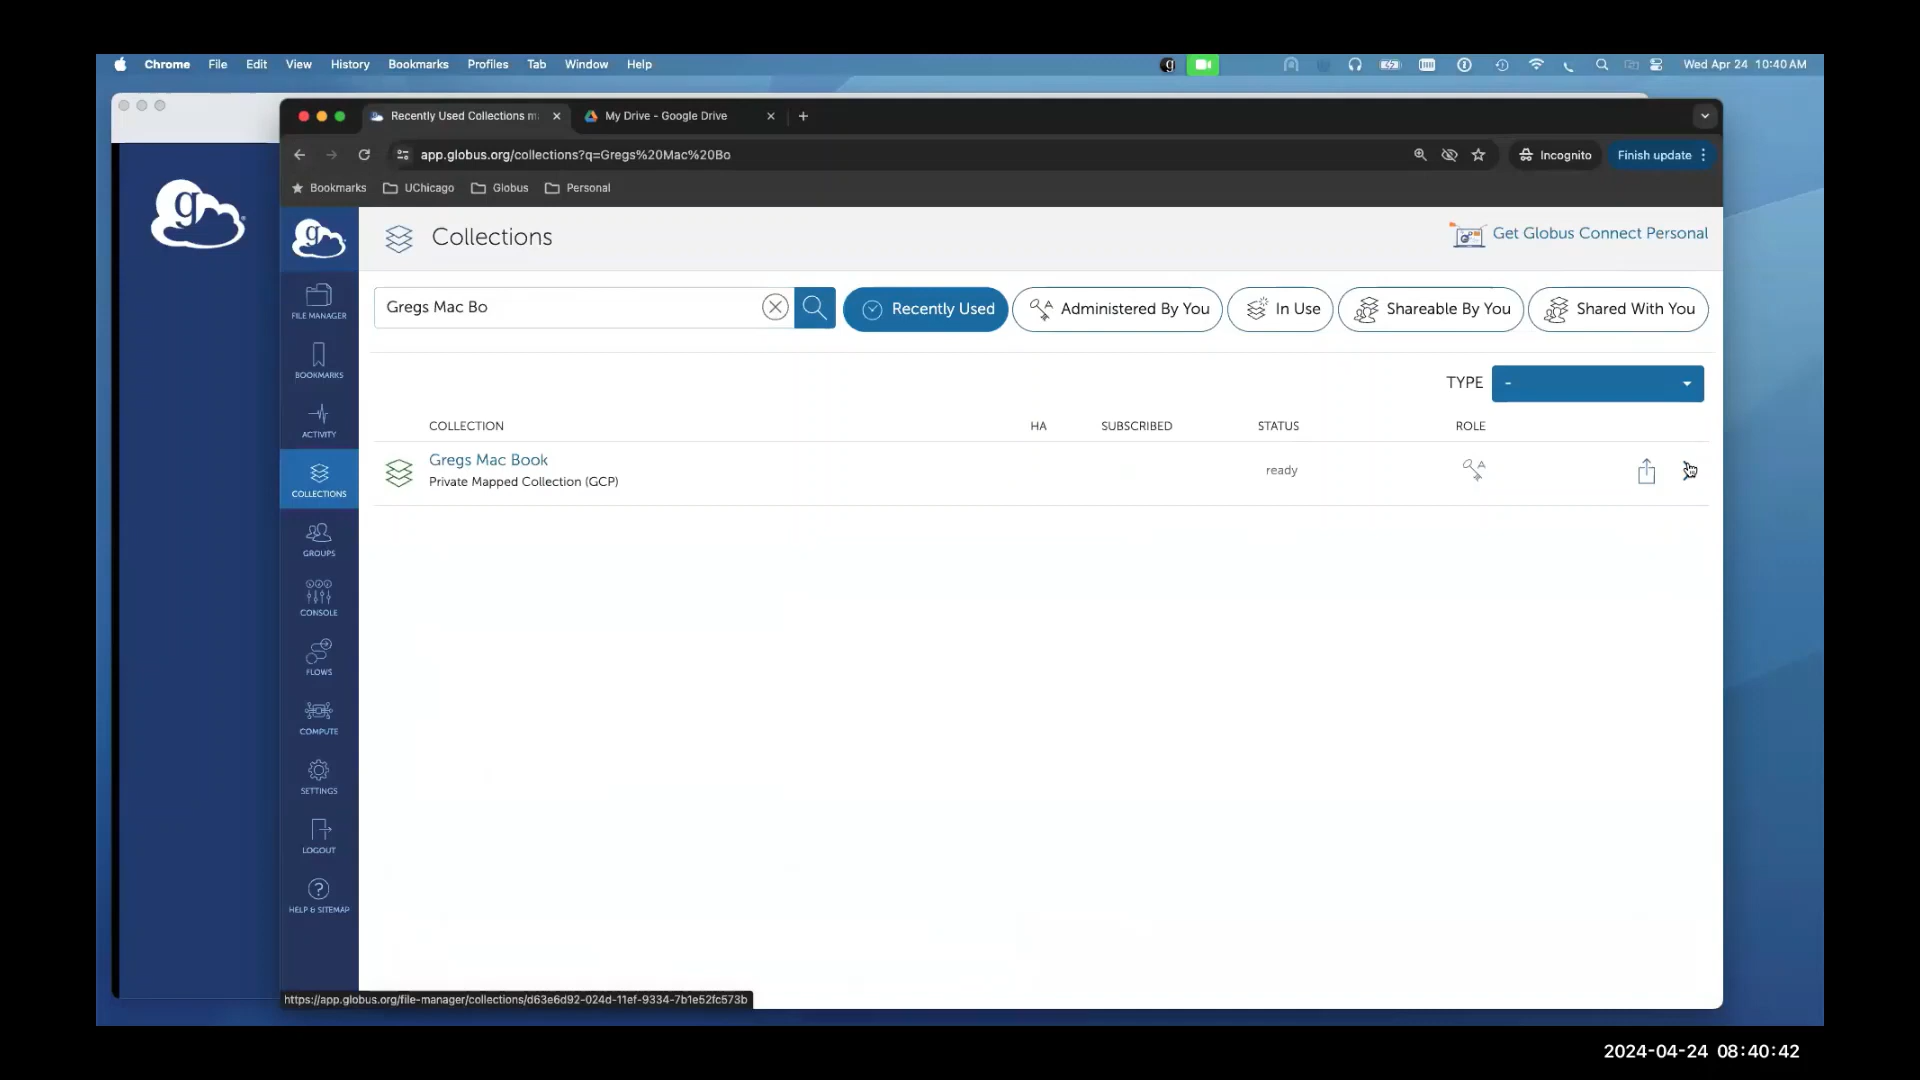 Chrome File Edit View History Bookmarks Profiles Tab Window Help
g
Wed Apr 24 10:40 AM
Recently Used Collections m
My Drive - Google Drive
app.globus.org/collections?q=Gregs%20Mac%20Bo
Incognito
Finish update
Bookmarks UChicago Globus Personal
g
g
Collections
Get Globus Connect Personal
Gregs Mac Bo
Recently Used
Administered By You
In Use
Shareable By You
Shared With You
FILE MANAGER
BOOKMARKS
ACTIVITY
COLLECTIONS
GROUPS
CONSOLE
FLOWS
COMPUTE
SETTINGS
LOGOUT
HELP & SITEMAP
TYPE -
COLLECTION HA SUBSCRIBED STATUS ROLE
Gregs Mac Book
Private Mapped Collection (GCP)
ready
https://app.globus.org/file-manager/collections/d63e6d92-024d-11ef-9334-7b1e52fc573b
2024-04-24 08:40:42